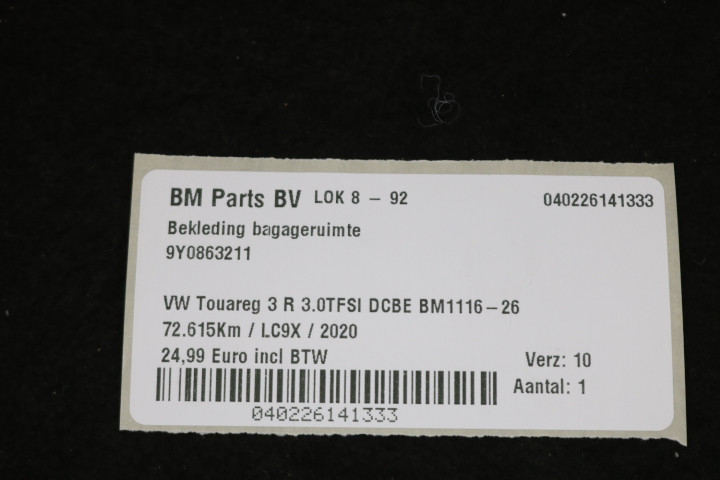 BM Parts BV LOK 8 - 92 040226141333
Bekleding bagageruimte
9Y0863211
VW Touareg 3 R 3.0TFSI DCBE BM1116-26
72.615Km / LC9X / 2020
24,99 Euro incl BTW
Verz: 10
Aantal: 1
040226141333